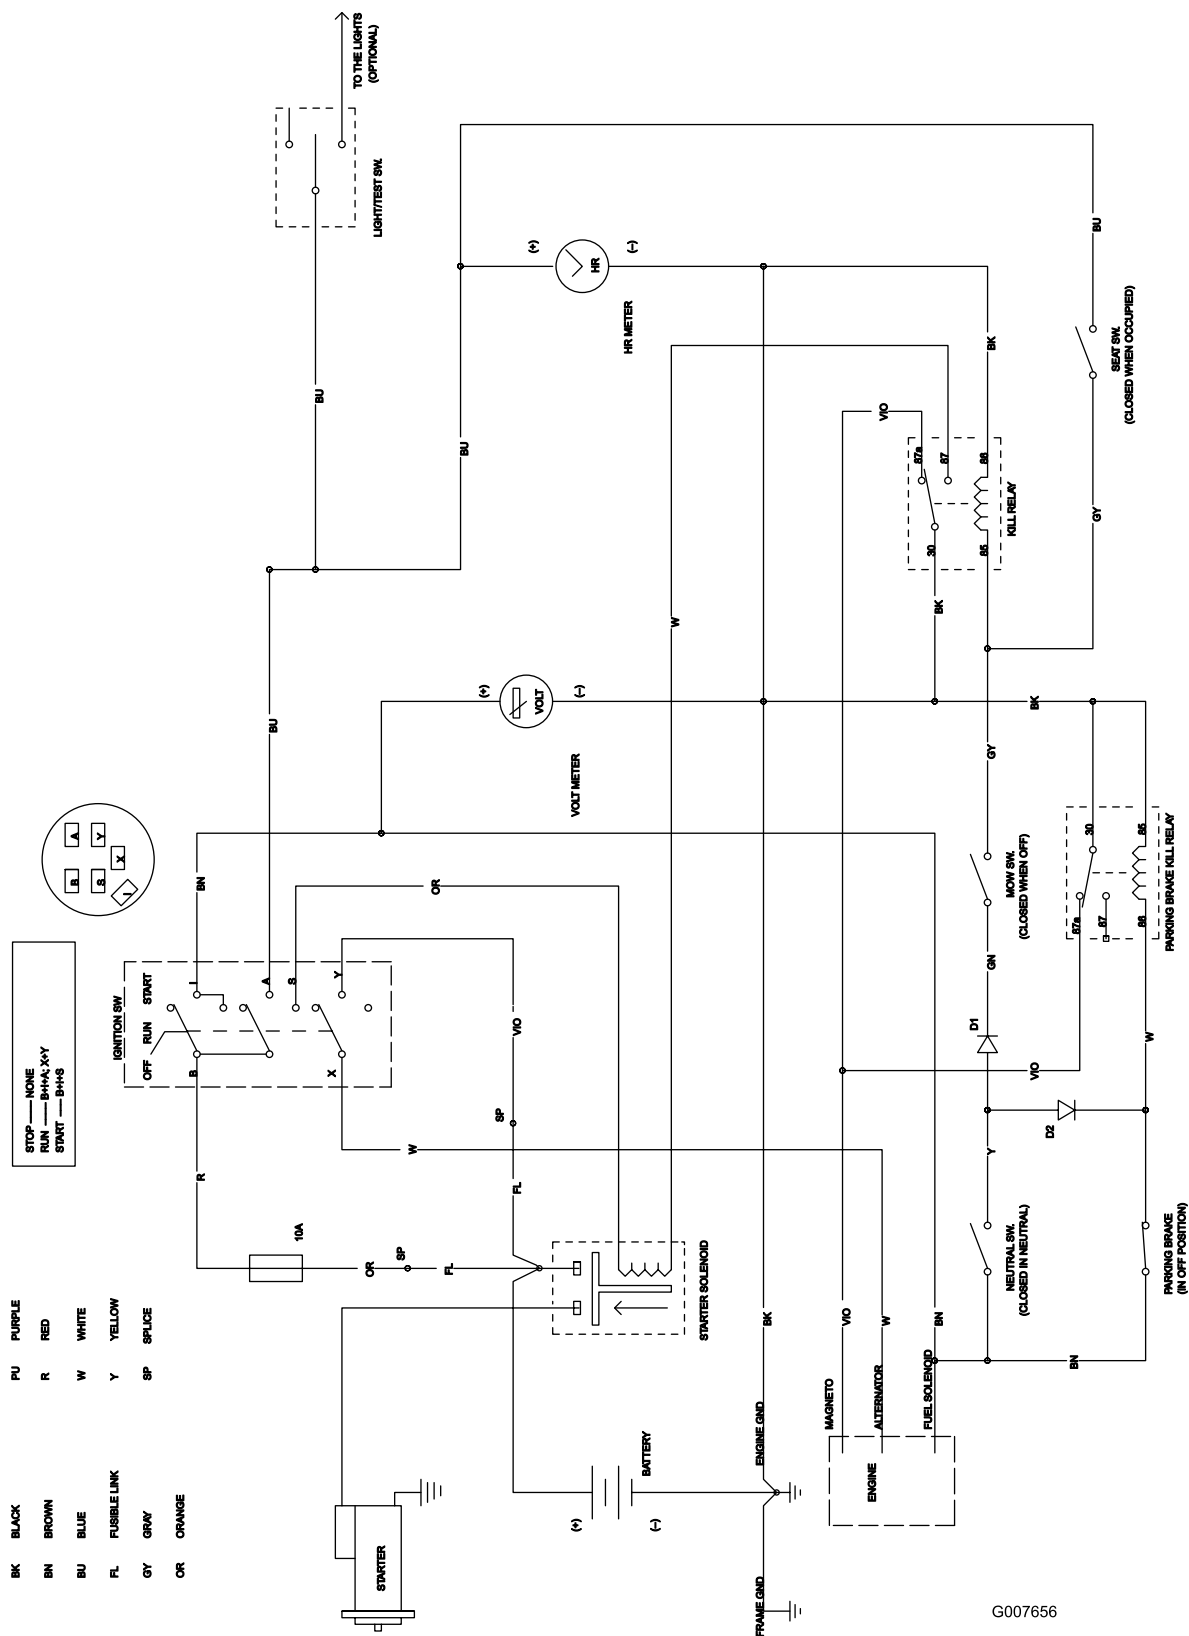 BK BLACK
BN BROWN
BU BLUE
FL FUSIBLE LINK
GY GRAY
OR ORANGE
PU PURPLE
R RED
W WHITE
Y YELLOW
SP SPLICE
STOP —— NONE
RUN —— B+I+A; X+Y
START —— B+I+S
B
A
S
Y
X
I
IGNITION SW
OFF
RUN
START
B
X
I
A
S
Y
R
BN
BU
OR
VIO
W
SP
FL
10A
OR
SP
FL
STARTER
STARTER SOLENOID
(+)
BATTERY
(–)
FRAME GND
ENGINE GND
BK
ENGINE
MAGNETO
ALTERNATOR
FUEL SOLENOID
VIO
W
BN
BN
(+)
VOLT
(–)
VOLT METER
BU
BU
LIGHT/TEST SW.
TO THE LIGHTS
(OPTIONAL)
(+)
HR
(–)
HR METER
W
BK
VIO
87a
87
86
30
85
KILL RELAY
BK
BK
GY
BU
SEAT SW.
(CLOSED WHEN OCCUPIED)
GY
MOW SW.
(CLOSED WHEN OFF)
GN
D1
VIO
D2
Y
W
NEUTRAL SW.
(CLOSED IN NEUTRAL)
PARKING BRAKE
(IN OFF POSITION)
87a
87
86
30
85
PARKING BRAKE KILL RELAY
G007656